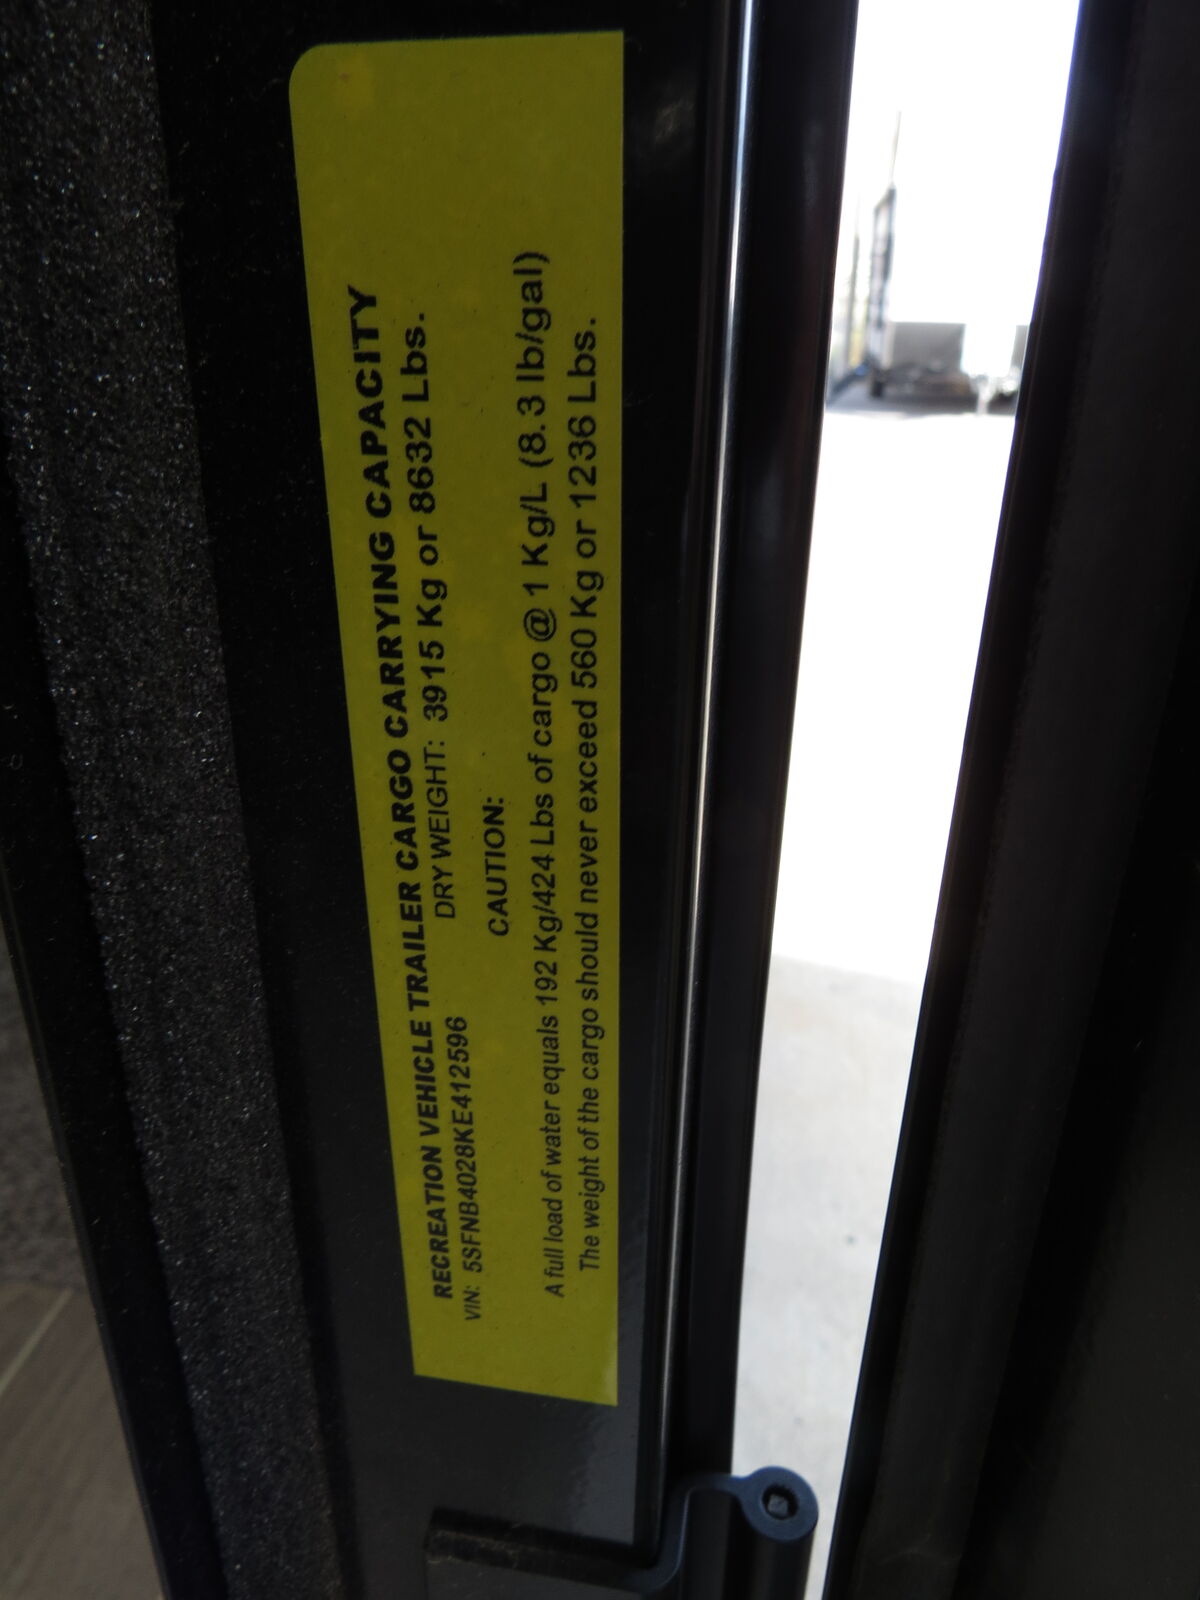 RECREATION VEHICLE TRAILER CARGO CARRYING CAPACITY
VIN: 5SFNB4028KE412596 DRY WEIGHT: 3915 Kg or 8632 Lbs.
CAUTION:
A full load of water equals 192 Kg/424 Lbs of cargo @ 1 Kg/L (8.3 lb/gal)
The weight of the cargo should never exceed 560 Kg or 1236 Lbs.